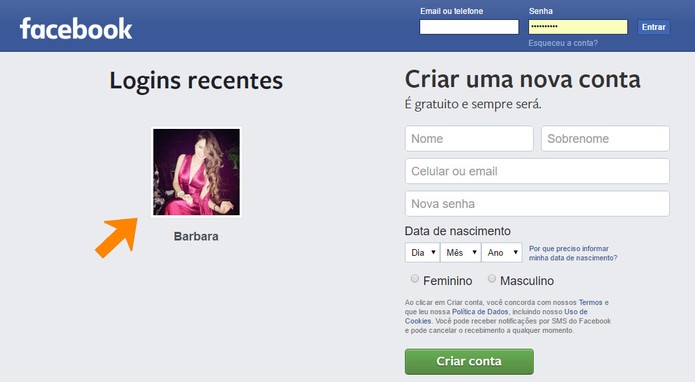 facebook
Email ou telefone
Senha
••••••••••
Entrar
Esqueceu a conta?
Logins recentes
Barbara
Criar uma nova conta
É gratuito e sempre será.
Nome
Sobrenome
Celular ou email
Nova senha
Data de nascimento
Dia
Mês
Ano
Por que preciso informar
minha data de nascimento?
Feminino
Masculino
Ao clicar em Criar conta, você concorda com nossos Termos e
que leu nossa Política de Dados, incluindo nosso Uso de
Cookies. Você pode receber notificações por SMS do Facebook
e pode cancelar o recebimento a qualquer momento.
Criar conta